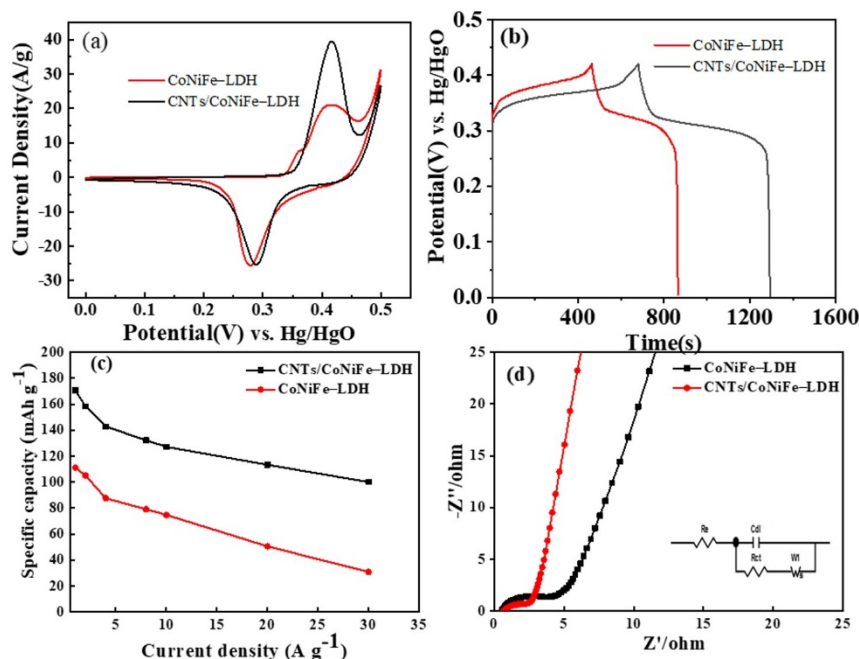 (a)
CoNiFe–LDH
CNTs/CoNiFe–LDH
Current Density(A/g)
40
30
20
10
0
-10
-20
-30
0.0 0.1 0.2 0.3 0.4 0.5
Potential(V) vs. Hg/HgO
(b)
CoNiFe–LDH
CNTs/CoNiFe–LDH
Potential(V) vs. Hg/HgO
0.5
0.4
0.3
0.2
0.1
0.0
0 400 800 1200 1600
Time(s)
(c)
CNTs/CoNiFe–LDH
CoNiFe–LDH
Specific capacity (mAh g⁻¹)
200
180
160
140
120
100
80
60
40
20
0
5 10 15 20 25 30 35
Current density (A g⁻¹)
(d)
CoNiFe–LDH
CNTs/CoNiFe–LDH
-Z''/ohm
-25
-20
-15
-10
-5
0
0 5 10 15 20 25
Z'/ohm
Re Cdl
Rct W1
s